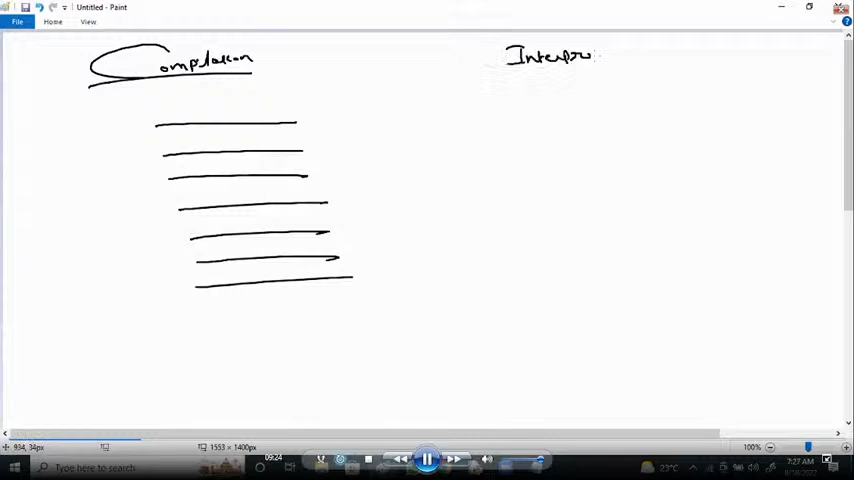 Untitled - Paint
File Home View
Compilation
Interpre
934, 34px
1553 × 1400px
100%
09:24
Type here to search
23°C
7:27 AM